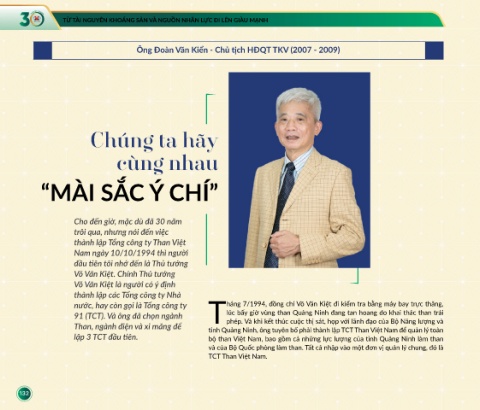 30
TỪ TÀI NGUYÊN KHOÁNG SẢN VÀ NGUỒN NHÂN LỰC ĐI LÊN GIÀU MẠNH
Ông Đoàn Văn Kiển - Chủ tịch HĐQT TKV (2007 - 2009)
Chúng ta hãy
cùng nhau
“MÀI SẮC Ý CHÍ”
Cho đến giờ, mặc dù đã 30 năm
trôi qua, nhưng nói đến việc
thành lập Tổng công ty Than Việt
Nam ngày 10/10/1994 thì người
đầu tiên tôi nhớ đến là Thủ tướng
Võ Văn Kiệt. Chính Thủ tướng
Võ Văn Kiệt là người có ý định
thành lập các Tổng công ty Nhà
nước, hay còn gọi là Tổng công ty
91 (TCT). Và ông đã chọn ngành
Than, ngành điện và xi măng để
lập 3 TCT đầu tiên.
Tháng 7/1994, đồng chí Võ Văn Kiệt đi kiểm tra bằng máy bay trực thăng,
lúc bấy giờ vùng than Quảng Ninh đang tan hoang do khai thác than trái
phép. Và khi kết thúc cuộc thị sát, họp với lãnh đạo của Bộ Năng lượng và
tỉnh Quảng Ninh, ông tuyên bố phải thành lập TCT Than Việt Nam để quản lý toàn
bộ than Việt Nam, bao gồm cả những lực lượng của tỉnh Quảng Ninh làm than
và của Bộ Quốc phòng làm than. Tất cả nhập vào một đơn vị quản lý chung, đó là
TCT Than Việt Nam.
132